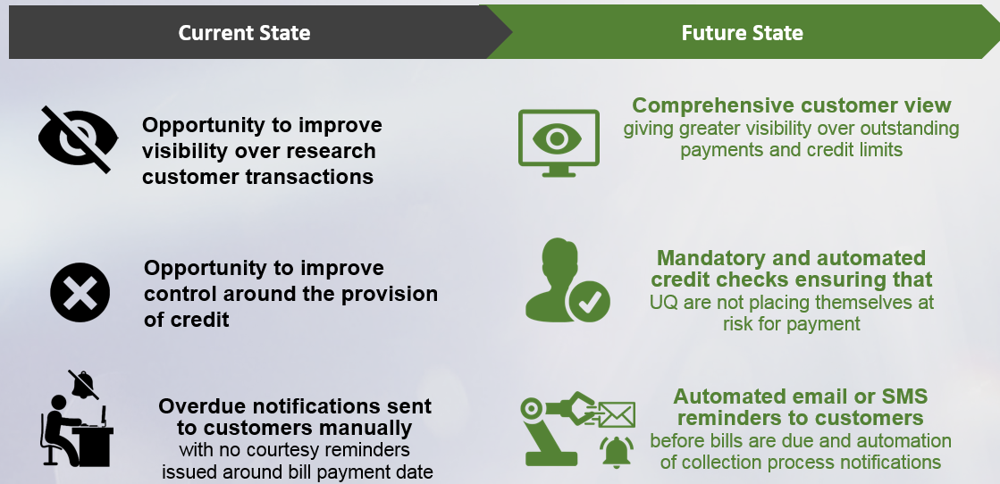 Current State
Future State
Opportunity to improve
visibility over research
customer transactions
Comprehensive customer view
giving greater visibility over outstanding
payments and credit limits
Opportunity to improve
control around the provision
of credit
Mandatory and automated
credit checks ensuring that
UQ are not placing themselves at
risk for payment
Overdue notifications sent
to customers manually
with no courtesy reminders
issued around bill payment date
Automated email or SMS
reminders to customers
before bills are due and automation
of collection process notifications